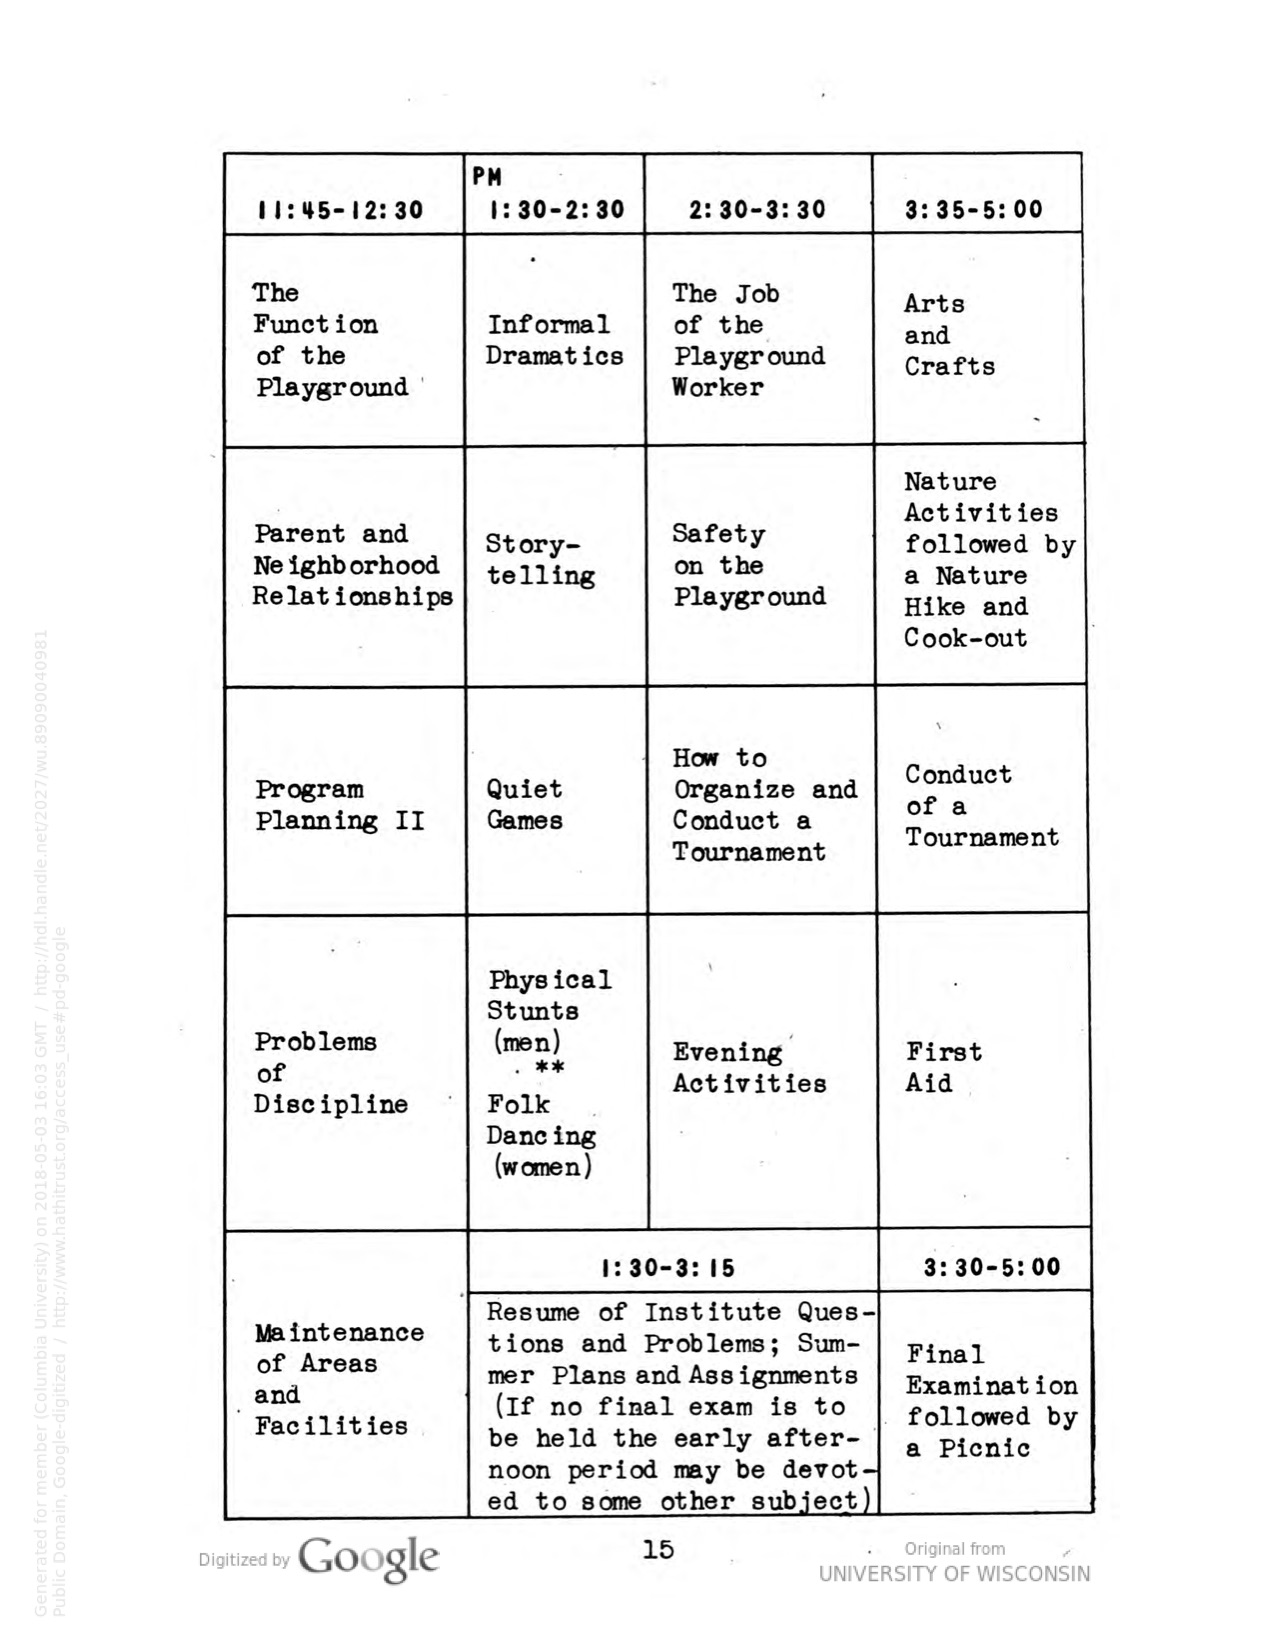 PM
11:45-12:30 1:30-2:30 2:30-3:30 3:35-5:00
The
Function
of the
Playground
Informal
Dramatics
The Job
of the
Playground
Worker
Arts
and
Crafts
Parent and
Neighborhood
Relationships
Story-
telling
Safety
on the
Playground
Nature
Activities
followed by
a Nature
Hike and
Cook-out
Program
Planning II
Quiet
Games
How to
Organize and
Conduct a
Tournament
Conduct
of a
Tournament
Problems
of
Discipline
Physical
Stunts
(men)
**
Folk
Dancing
(women)
Evening
Activities
First
Aid
Maintenance
of Areas
and
Facilities
1:30-3:15
Resume of Institute Ques-
tions and Problems; Sum-
mer Plans and Assignments
(If no final exam is to
be held the early after-
noon period may be devot-
ed to some other subject)
3:30-5:00
Final
Examination
followed by
a Picnic
15
Digitized by Google
Original from
UNIVERSITY OF WISCONSIN
Generated for member (Columbia University) on 2018-05-03 16:03 GMT / http://hdl.handle.net/2027/wu.89090040981
Public Domain, Google-digitized / http://www.hathitrust.org/access_use#pd-google